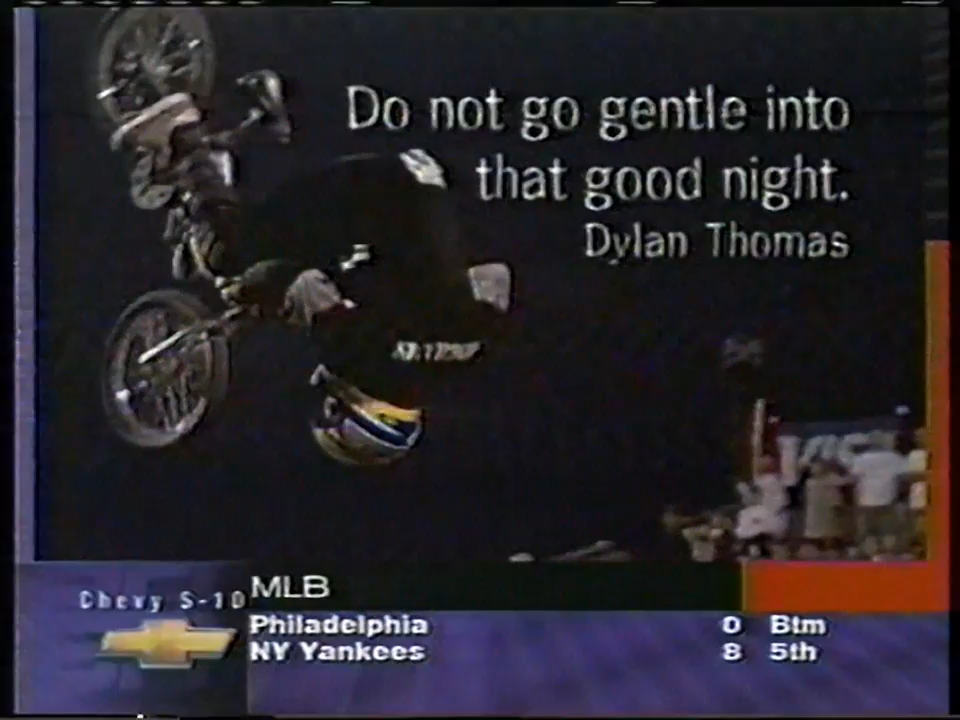 Do not go gentle into
that good night.
Dylan Thomas
Chevy S-10
MLB
Philadelphia 0 Btm
NY Yankees 8 5th